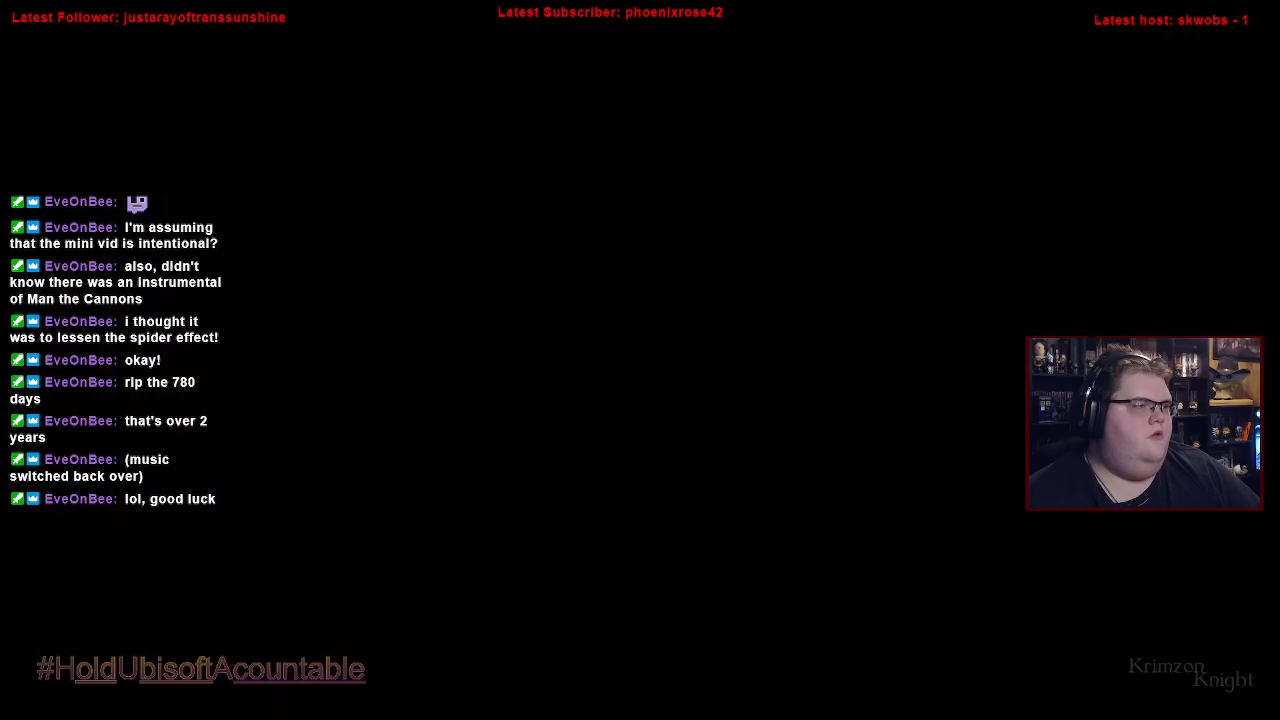 Latest Follower: justarayoftranssunshine
Latest Subscriber: phoenixrose42
Latest host: skwobs - 1
EveOnBee:
EveOnBee: I'm assuming
that the mini vid is intentional?
EveOnBee: also, didn't
know there was an Instrumental
of Man the Cannons
EveOnBee: i thought it
was to lessen the spider effect!
EveOnBee: okay!
EveOnBee: rip the 780
days
EveOnBee: that's over 2
years
EveOnBee: (music
switched back over)
EveOnBee: lol, good luck
#HoldUbisoftAcountable
Krimzon
Knight